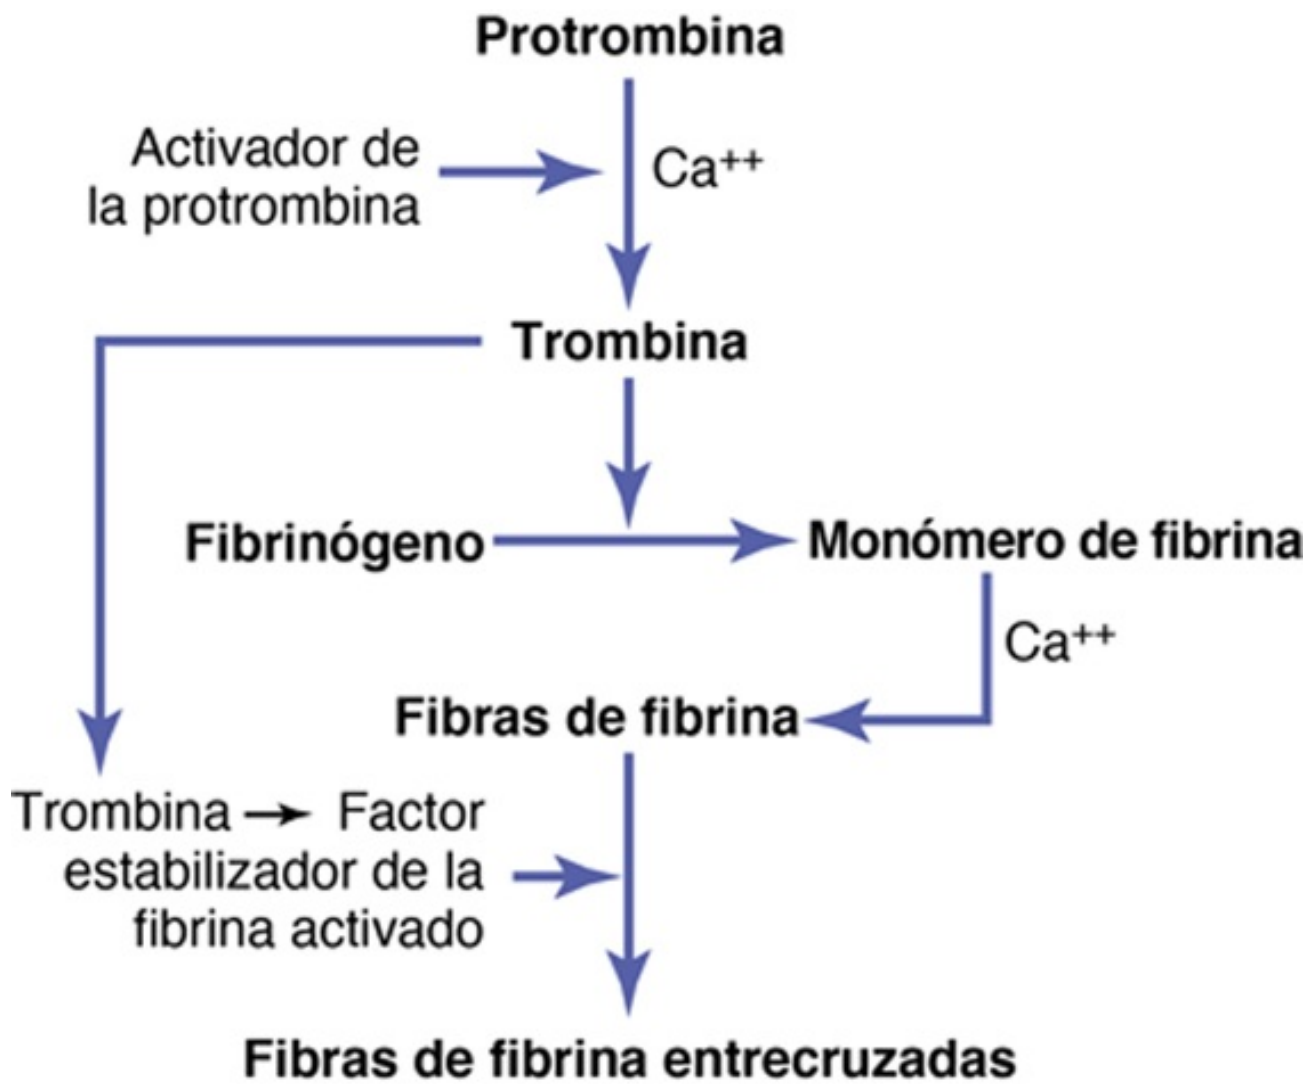 Protrombina
Activador de
la protrombina
Ca++
Trombina
Fibrinógeno
Monómero de fibrina
Ca++
Fibras de fibrina
Trombina → Factor
estabilizador de la
fibrina activado
Fibras de fibrina entrecruzadas